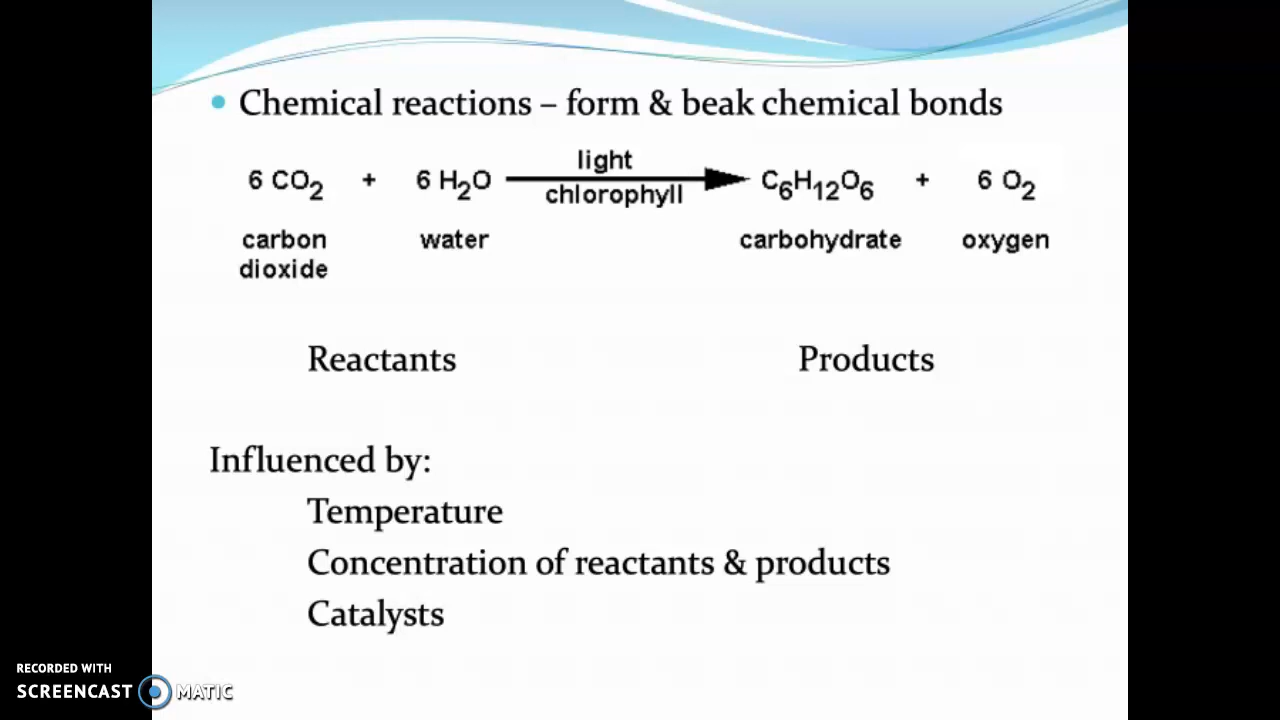 • Chemical reactions – form & beak chemical bonds
light
6 CO₂ + 6 H₂O C₆H₁₂O₆ + 6 O₂
chlorophyll
carbon water carbohydrate oxygen
dioxide
Reactants Products
Influenced by:
Temperature
Concentration of reactants & products
Catalysts
RECORDED WITH
SCREENCAST MATIC